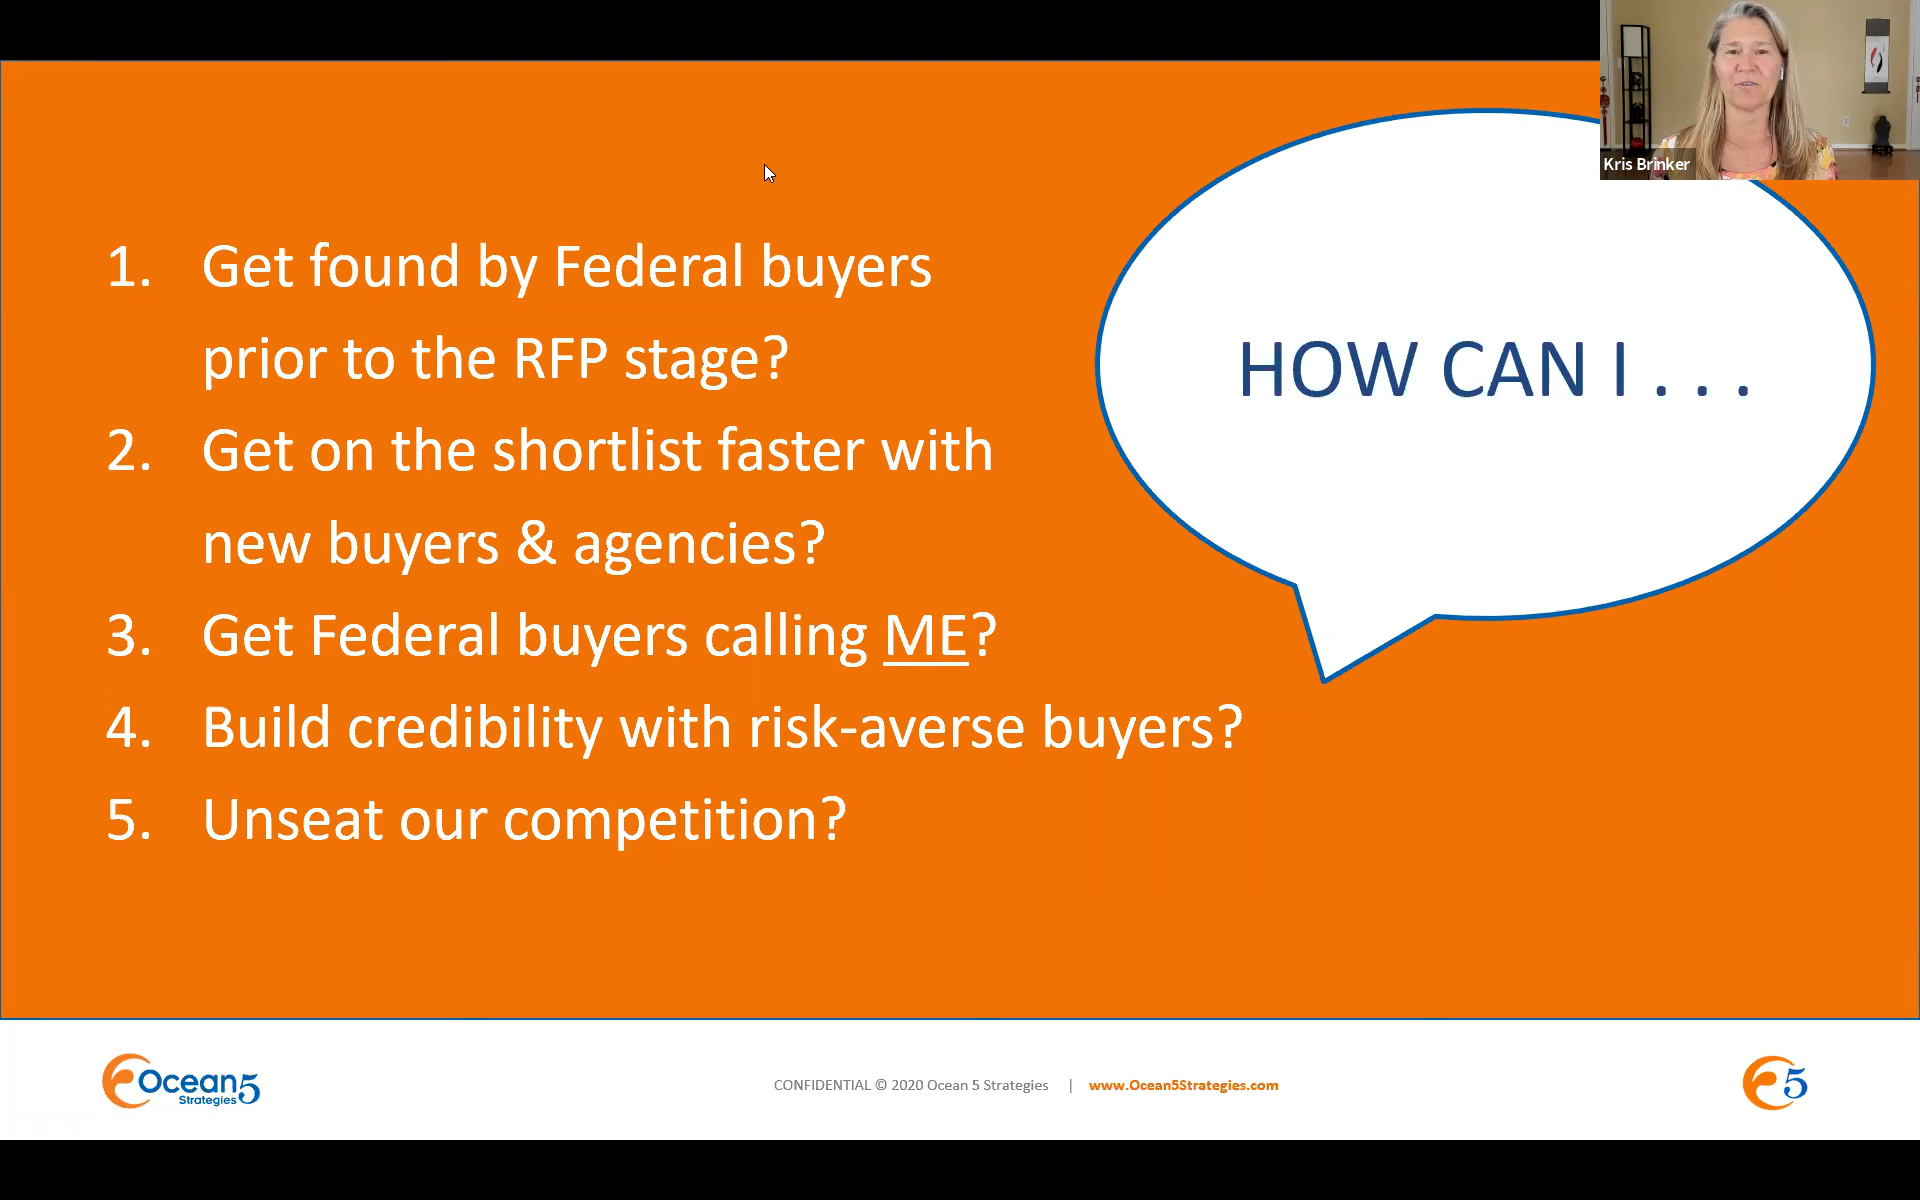 Kris Brinker
HOW CAN I . . .
1. Get found by Federal buyers
prior to the RFP stage?
2. Get on the shortlist faster with
new buyers & agencies?
3. Get Federal buyers calling ME?
4. Build credibility with risk-averse buyers?
5. Unseat our competition?
Ocean5
Strategies
CONFIDENTIAL © 2020 Ocean 5 Strategies | www.Ocean5Strategies.com
5